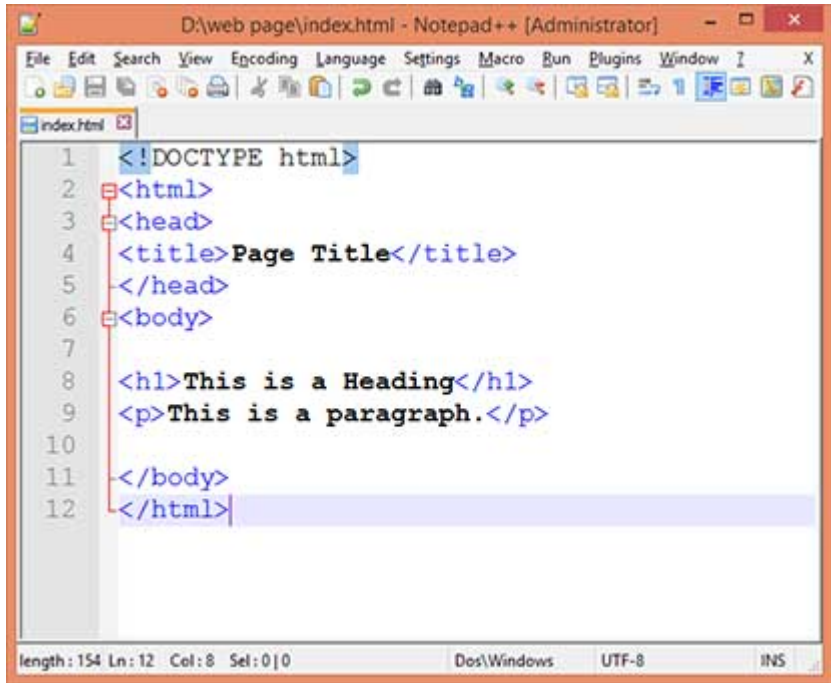 D:\web page\index.html - Notepad++ [Administrator]
File Edit Search View Encoding Language Settings Macro Run Plugins Window ? X
index.html
1 <!DOCTYPE html>
2 <html>
3 <head>
4 <title>Page Title</title>
5 </head>
6 <body>
7
8 <h1>This is a Heading</h1>
9 <p>This is a paragraph.</p>
10
11 </body>
12 </html>
length : 154 Ln : 12 Col : 8 Sel : 0 | 0 Dos\Windows UTF-8 INS